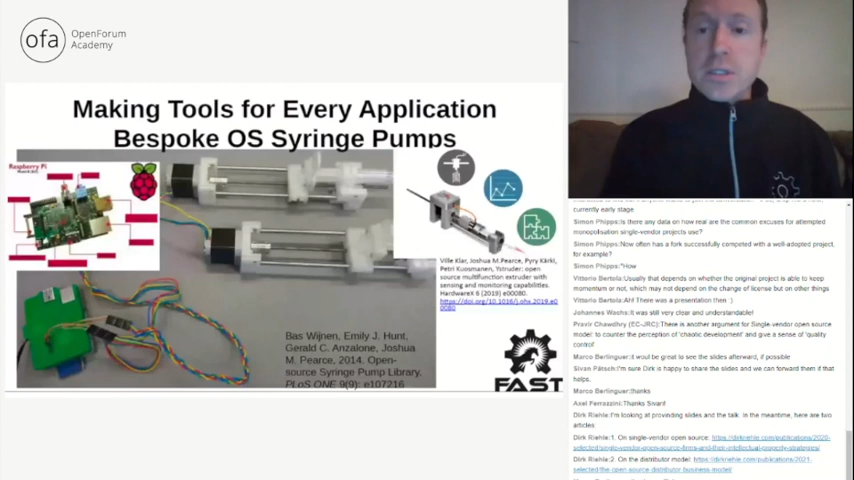 ofa
OpenForum
Academy
Making Tools for Every Application
Bespoke OS Syringe Pumps
Raspberry Pi
Ville Klar, Joshua M.Pearce, Pyry Kärki,
Petri Kuosmanen, Ystruder: open
source multifunction extruder with
sensing and monitoring capabilities.
HardwareX 6 (2019) e00080.
https://doi.org/10.1016/j.ohx.2019.e0
0080
Bas Wijnen, Emily J. Hunt,
Gerald C. Anzalone, Joshua
M. Pearce, 2014. Open-
source Syringe Pump Library.
PLoS ONE 9(9): e107216
FAST
currently early stage
Simon Phipps:Is there any data on how real are the common excuses for attempted
monopolisation single-vendor projects use?
Simon Phipps:Now often has a fork successfully competed with a well-adopted project,
for example?
Simon Phipps:*How
Vittorio Bertola:Usually that depends on whether the original project is able to keep
momentum or not, which may not depend on the change of license but on other things
Vittorio Bertola:Ah! There was a presentation then :)
Johannes Wachs:It was still very clear and understandable!
Pravir Chawdhry (EC-JRC):There is another argument for Single-vendor open source
model: to counter the perception of 'chaotic development' and give a sense of 'quality
control'
Marco Berlinguer:it woul be great to see the slides afterward, if possible
Sivan Pätsch:I'm sure Dirk is happy to share the slides and we can forward them if that
helps.
Marco Berlinguer:thanks
Axel Ferrazzini:Thanks Sivan!
Dirk Riehle:I'm looking at provinding slides and the talk. In the meantime, here are two
articles
Dirk Riehle:1. On single-vendor open source: https://dirkriehle.com/publications/2020-
selected/single-vendor-open-source-firms-and-their-intellectual-property-strategies/
Dirk Riehle:2. On the distributor model: https://dirkriehle.com/publications/2021-
selected/the-open-source-distributor-business-model/